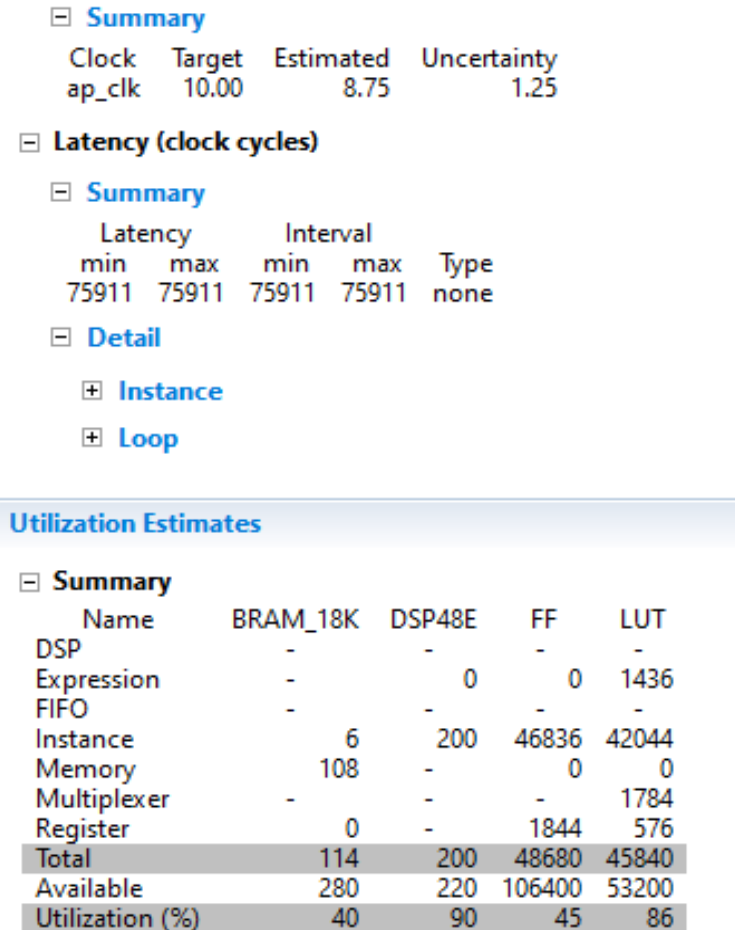 Summary
Clock Target Estimated Uncertainty
ap_clk 10.00 8.75 1.25
Latency (clock cycles)
Summary
Latency Interval
min max min max Type
75911 75911 75911 75911 none
Detail
Instance
Loop
Utilization Estimates
Summary
Name BRAM_18K DSP48E FF LUT
DSP - - - -
Expression - 0 0 1436
FIFO - - - -
Instance 6 200 46836 42044
Memory 108 - 0 0
Multiplexer - - - 1784
Register 0 - 1844 576
Total 114 200 48680 45840
Available 280 220 106400 53200
Utilization (%) 40 90 45 86